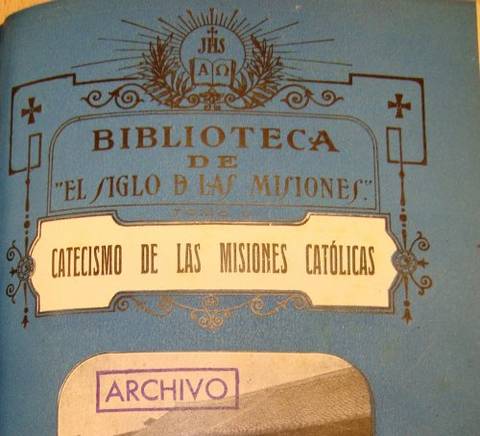 JHS
A Ω
BIBLIOTECA
DE
"EL SIGLO D LAS MISIONES".
CATECISMO DE LAS MISIONES CATÓLICAS
ARCHIVO